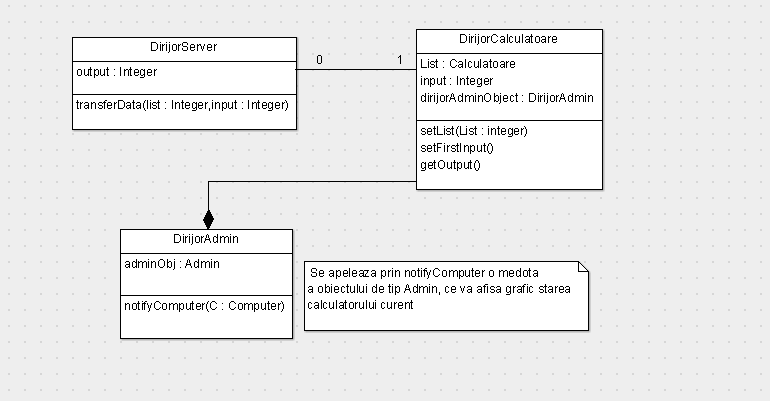 DirijorServer
output : Integer
transferData(list : Integer,input : Integer)
0
1
DirijorCalculatoare
List : Calculatoare
input : Integer
dirijorAdminObject : DirijorAdmin
setList(List : integer)
setFirstInput()
getOutput()
DirijorAdmin
adminObj : Admin
notifyComputer(C : Computer)
Se apeleaza prin notifyComputer o medota
a obiectului de tip Admin, ce va afisa grafic starea
calculatorului curent